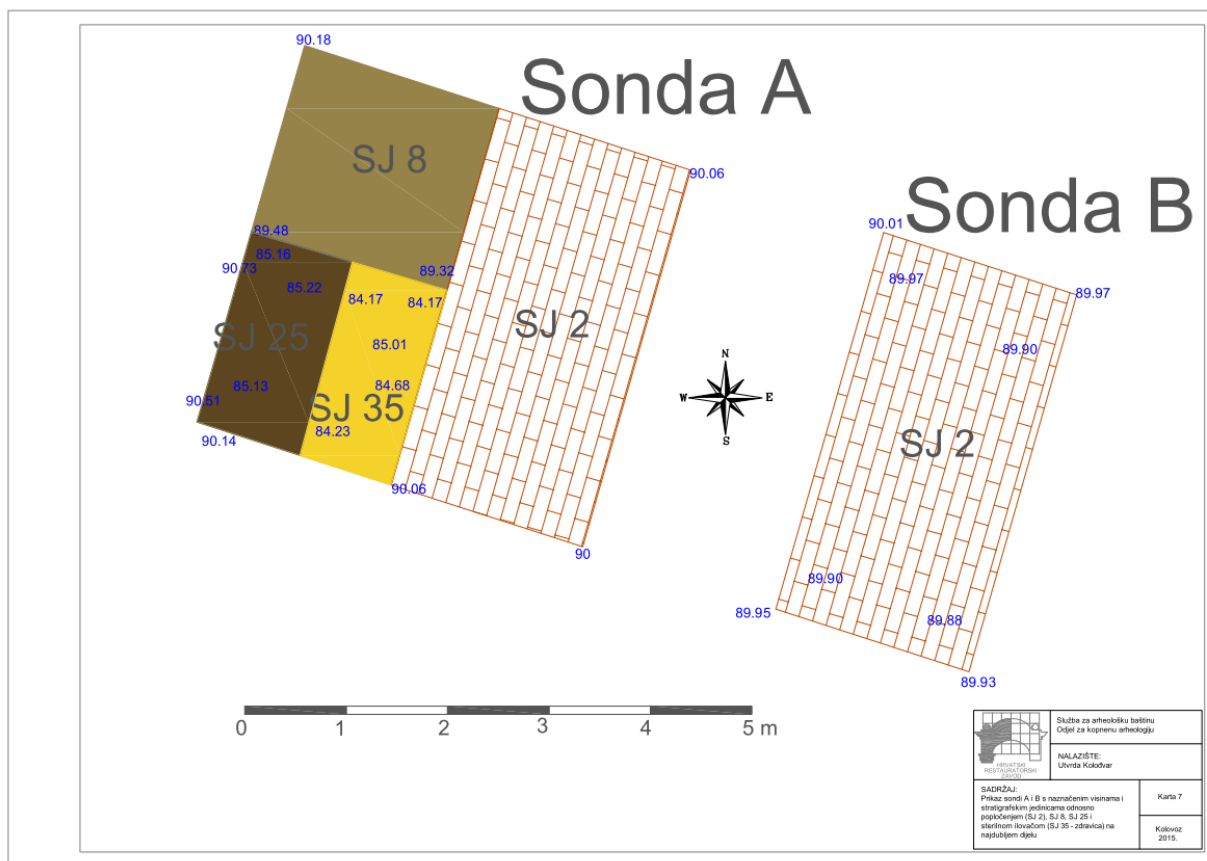 90.18
Sonda A
SJ 8
90.06
Sonda B
90.01
89.48
85.16
90.73
89.32
89.97
89.97
85.22
84.17
84.17
SJ 25
SJ 2
85.01
89.90
N
W
E
S
85.13
84.68
90.51
SJ 35
90.14
84.23
SJ 2
90.06
90
89.90
89.95
89.88
89.93
0
1
2
3
4
5 m
HRVATSKI
RESTAURATORSKI
ZAVOD
Služba za arheološku baštinu
Odjel za kopnenu arheologiju
NALAZIŠTE:
Utvrda Kolođvar
SADRŽAJ:
Prikaz sondi A i B s naznačenim visinama i
stratigrafskim jedinicama odnosno
popločenjem (SJ 2), SJ 8, SJ 25 i
sterilnom ilovačom (SJ 35 - zdravica) na
najdubljem dijelu
Karta 7
Kolovoz
2015.